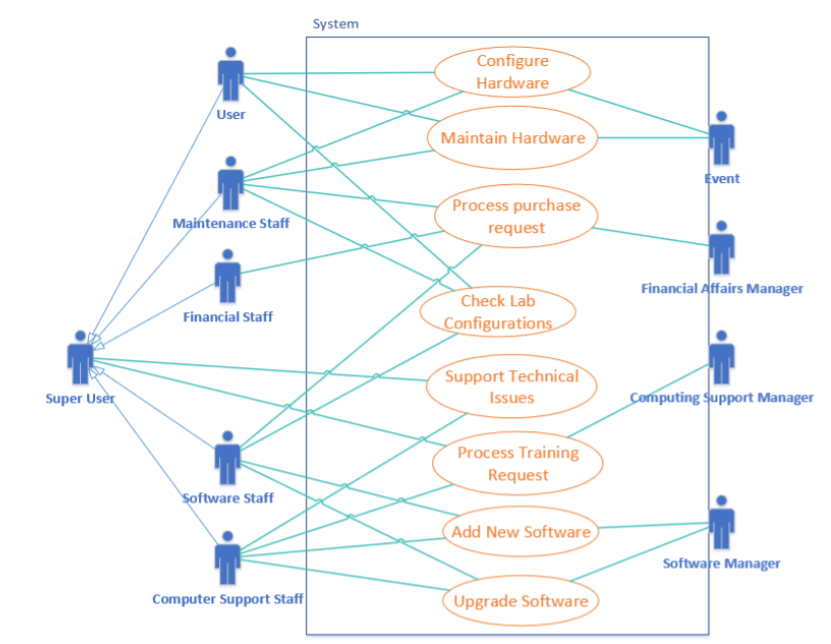 System
Configure
Hardware
User
Maintain Hardware
Event
Maintenance Staff
Process purchase
request
Financial Affairs Manager
Financial Staff
Check Lab
Configurations
Super User
Support Technical
Issues
Computing Support Manager
Process Training
Request
Software Staff
Add New Software
Software Manager
Computer Support Staff
Upgrade Software